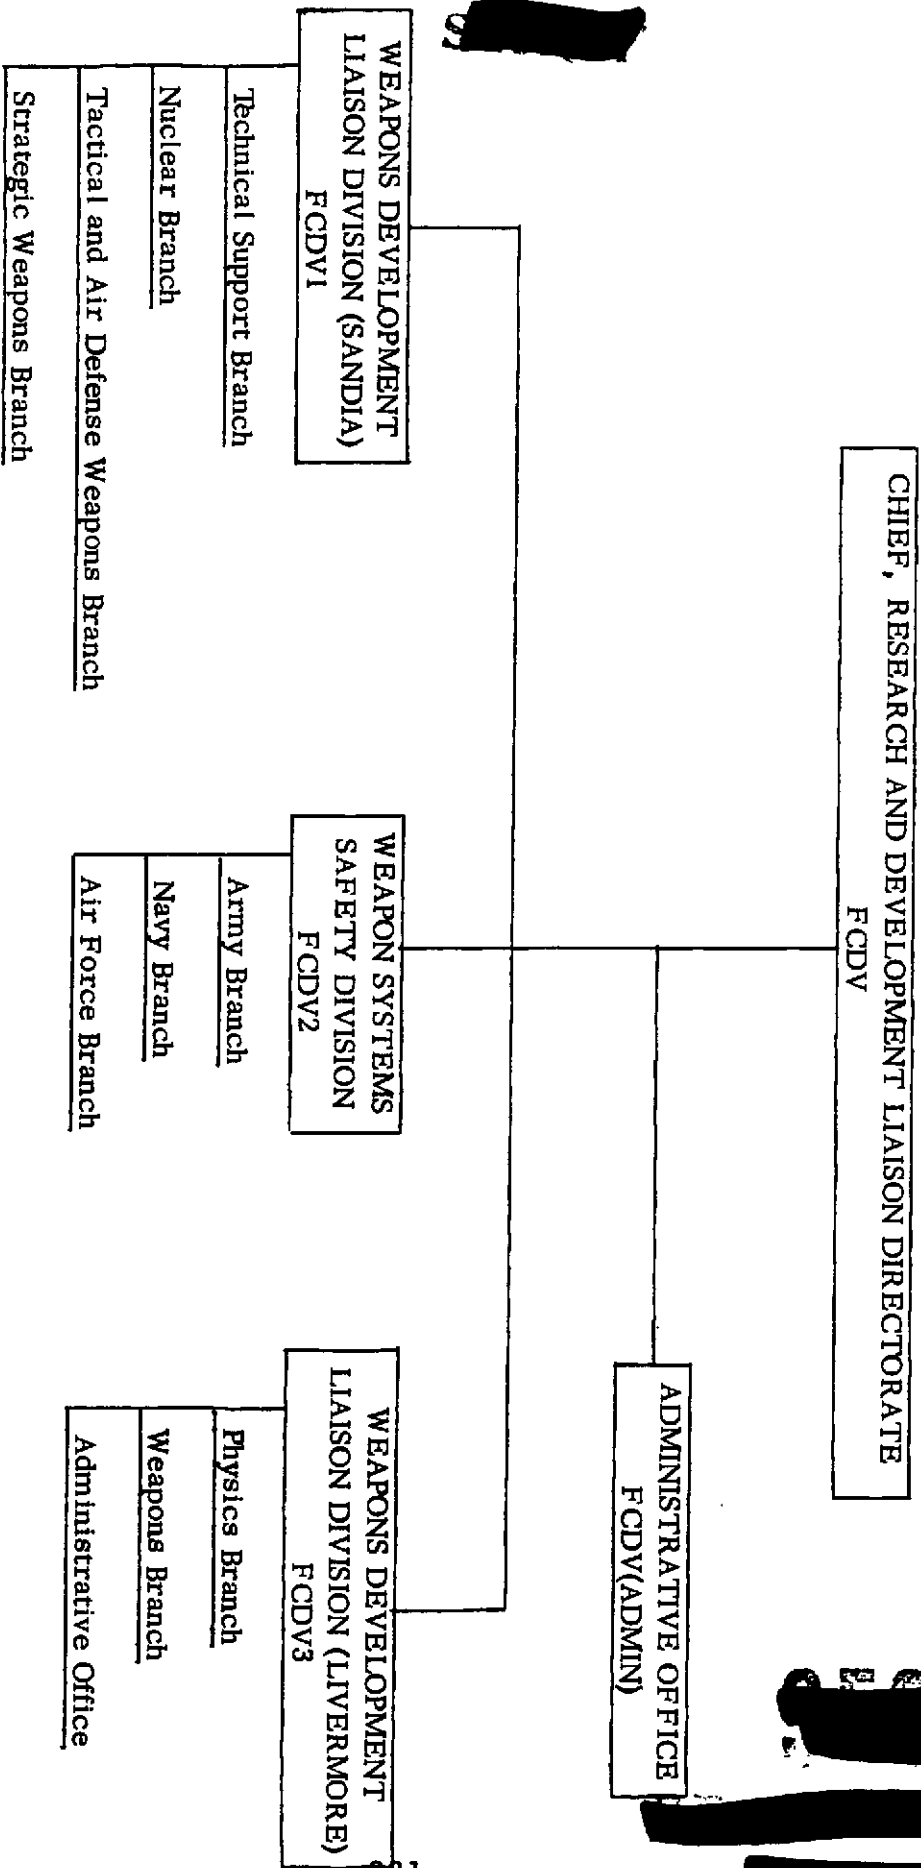 CHIEF, RESEARCH AND DEVELOPMENT LIAISON DIRECTORATE
FCDV
ADMINISTRATIVE OFFICE
FCDV(ADMIN)
WEAPONS DEVELOPMENT
LIAISON DIVISION (SANDIA)
FCDV1
Technical Support Branch
Nuclear Branch
Tactical and Air Defense Weapons Branch
Strategic Weapons Branch
WEAPON SYSTEMS
SAFETY DIVISION
FCDV2
Army Branch
Navy Branch
Air Force Branch
WEAPONS DEVELOPMENT
LIAISON DIVISION (LIVERMORE)
FCDV3
Physics Branch
Weapons Branch
Administrative Office